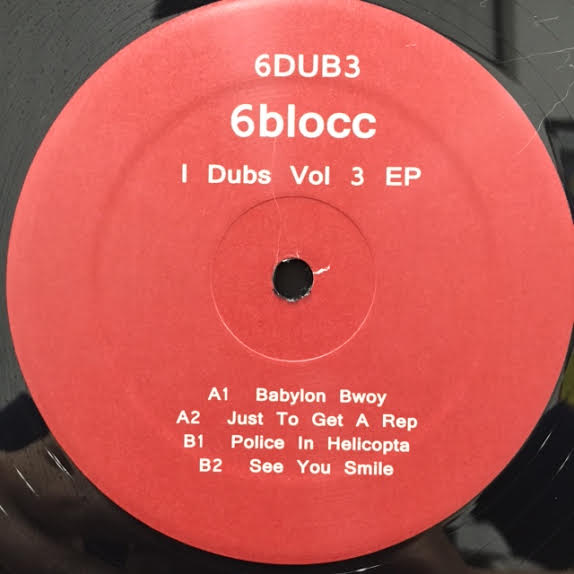 6DUB3
6blocc
I Dubs Vol 3 EP
A1 Babylon Bwoy
A2 Just To Get A Rep
B1 Police In Helicopta
B2 See You Smile